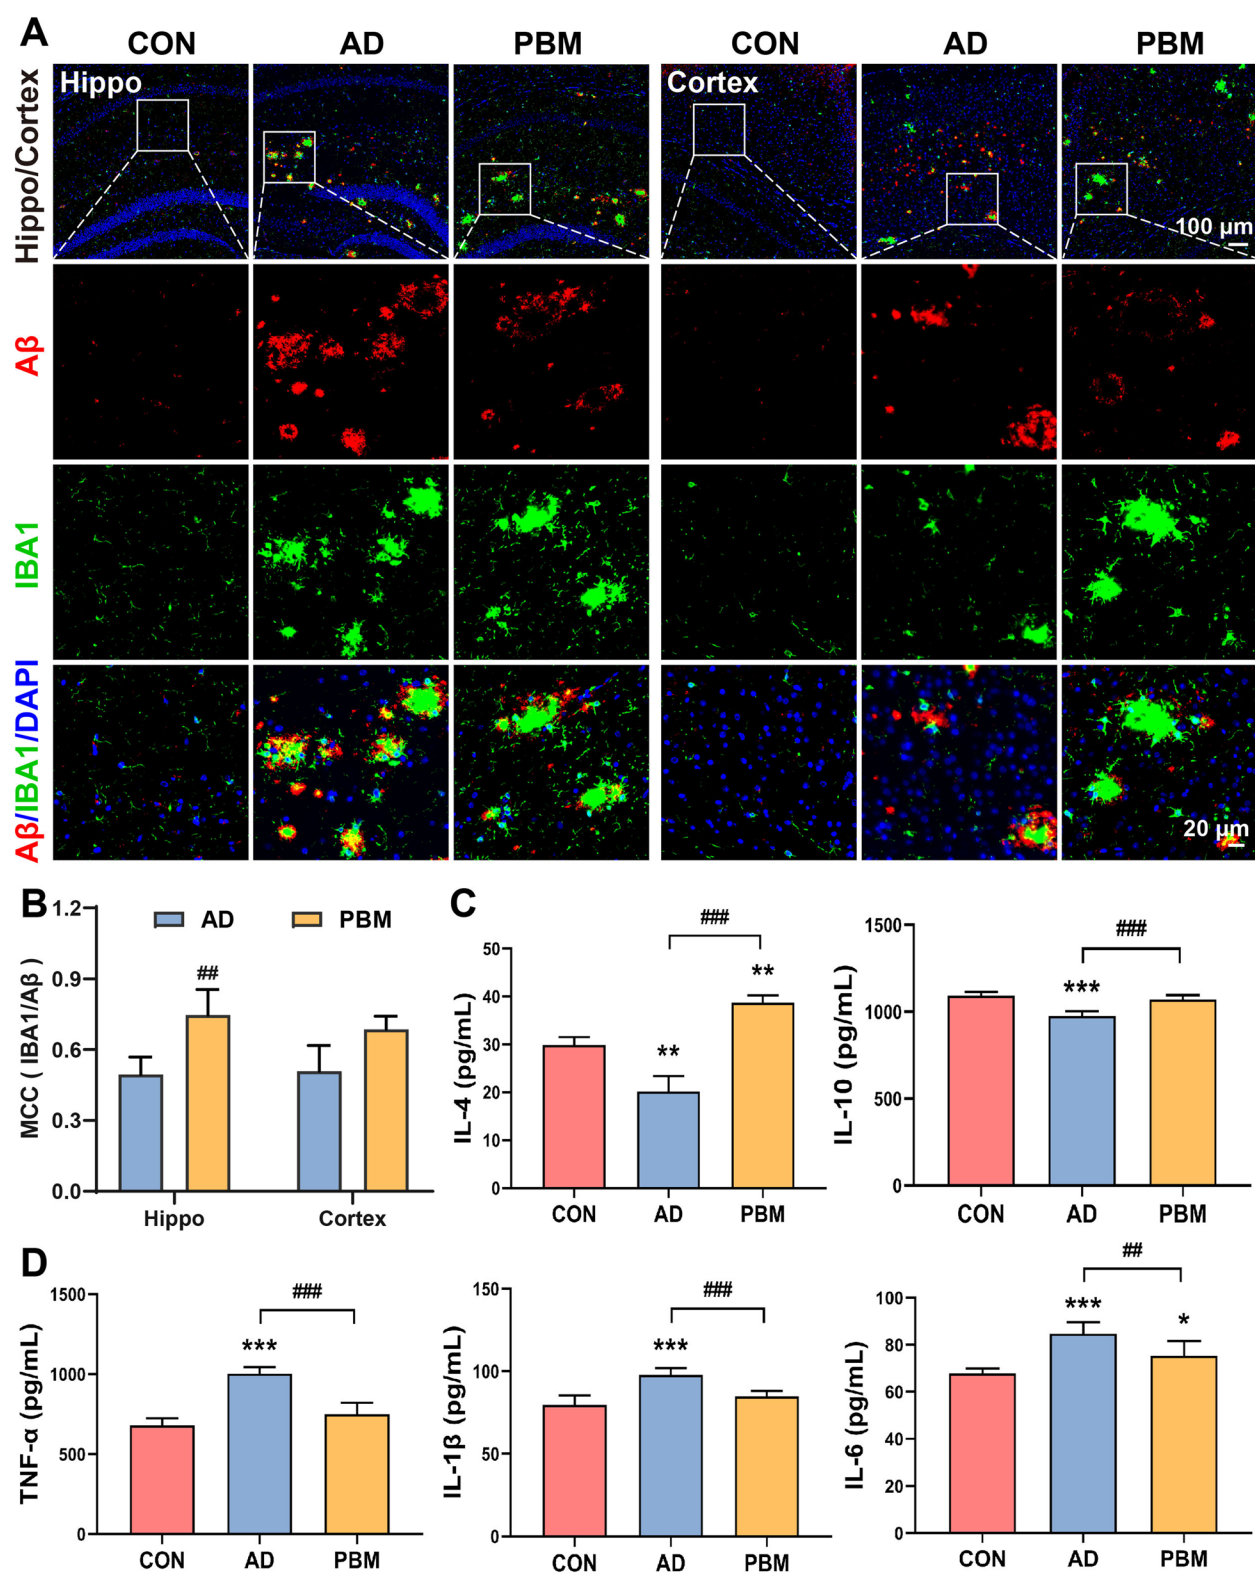 A
CON AD PBM CON AD PBM
Hippo/Cortex
Hippo
Cortex
100 μm
Aβ
IBA1
Aβ/IBA1/DAPI
20 μm
B
1.2
0.9
0.6
0.3
0.0
MCC ( IBA1/Aβ )
AD PBM
##
Hippo Cortex
C
50
40
30
20
10
0
IL-4 (pg/mL)
###
**
**
CON AD PBM
1500
1000
500
0
IL-10 (pg/mL)
###
***
CON AD PBM
D
1500
1000
500
0
TNF-α (pg/mL)
###
***
CON AD PBM
150
100
50
0
IL-1β (pg/mL)
###
***
CON AD PBM
100
80
60
40
20
0
IL-6 (pg/mL)
##
***
*
CON AD PBM